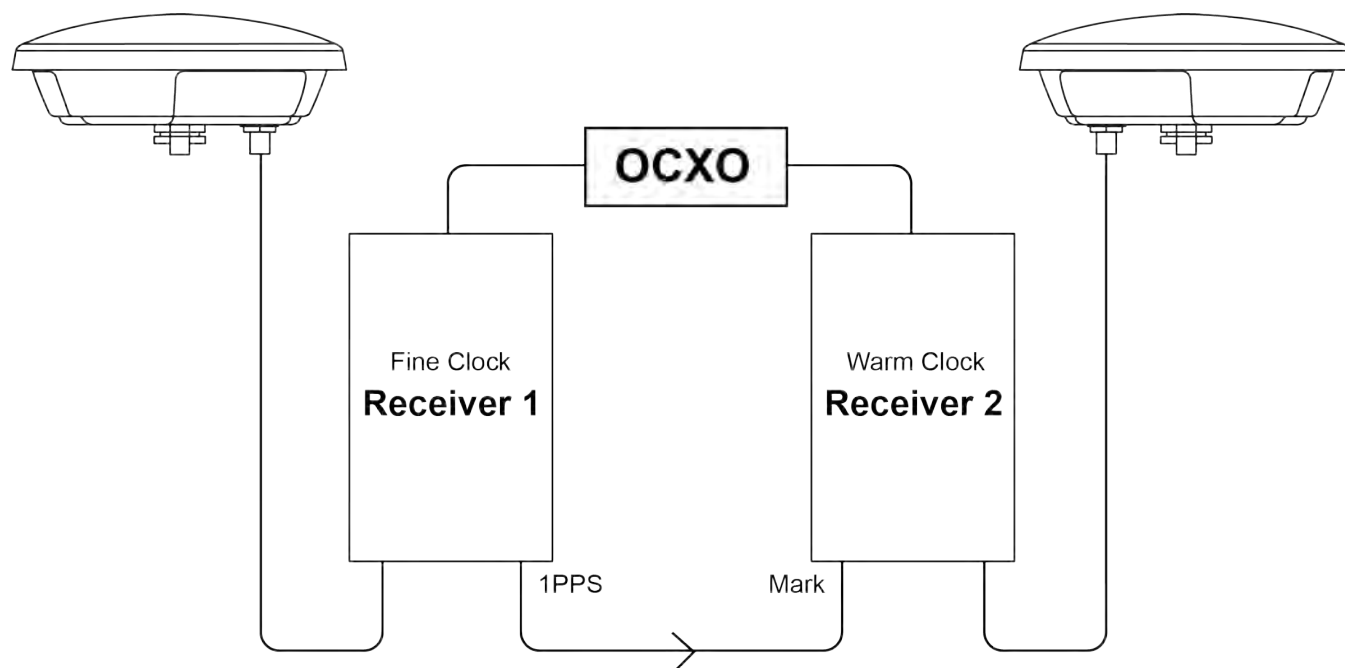 OCXO
Fine Clock
Receiver 1
Warm Clock
Receiver 2
1PPS
Mark